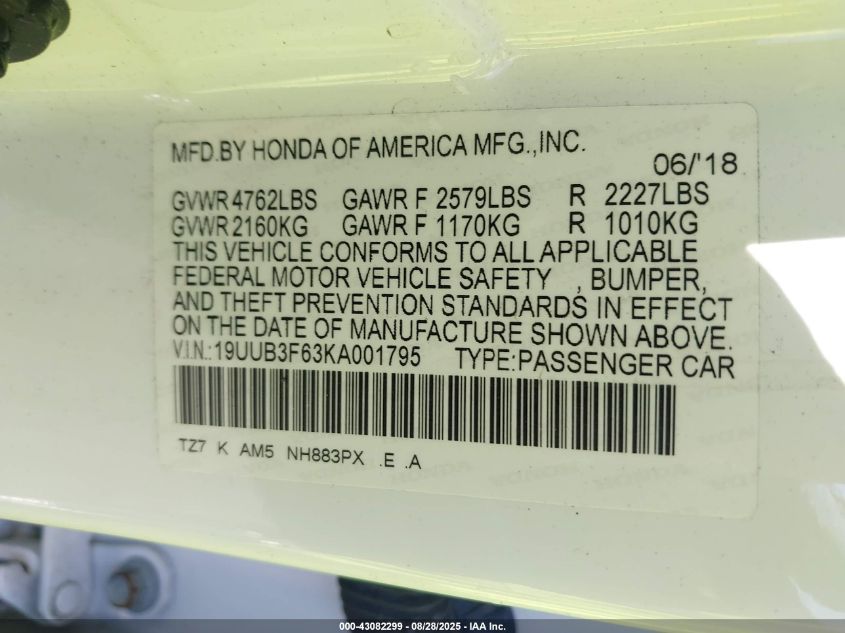 MFD.BY HONDA OF AMERICA MFG.,INC.
06/'18
GVWR 4762LBS GAWR F 2579LBS R 2227LBS
GVWR 2160KG GAWR F 1170KG R 1010KG
THIS VEHICLE CONFORMS TO ALL APPLICABLE
FEDERAL MOTOR VEHICLE SAFETY , BUMPER,
AND THEFT PREVENTION STANDARDS IN EFFECT
ON THE DATE OF MANUFACTURE SHOWN ABOVE.
V.I.N.:19UUB3F63KA001795 TYPE:PASSENGER CAR
TZ7 K AM5 NH883PX .E .A
000-43082299 - 08/28/2025 - IAA Inc.